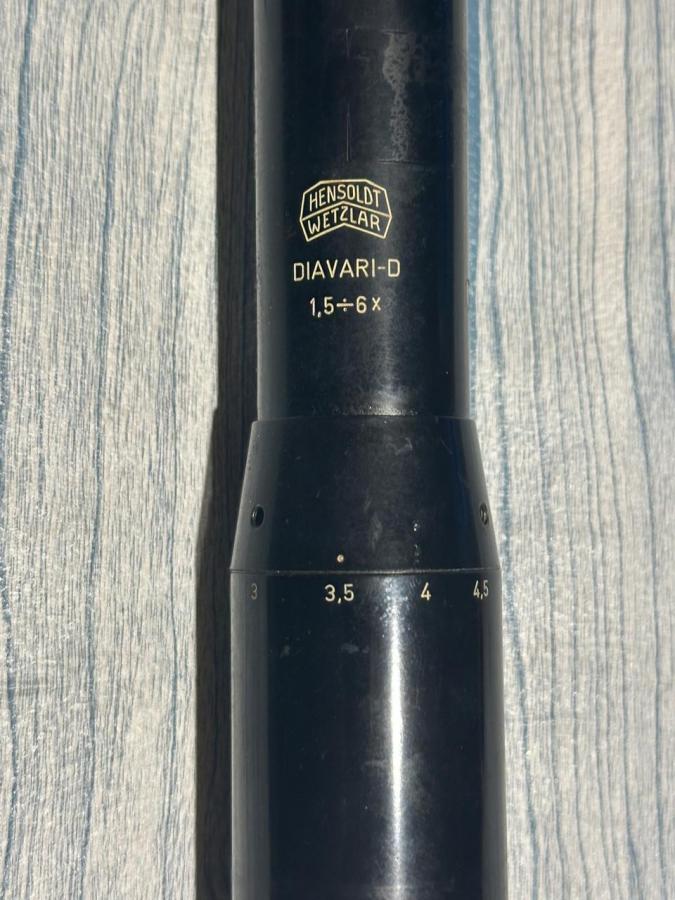 HENSOLDT
WETZLAR
DIAVARI-D
1,5÷6x
3 3,5 4 4,5